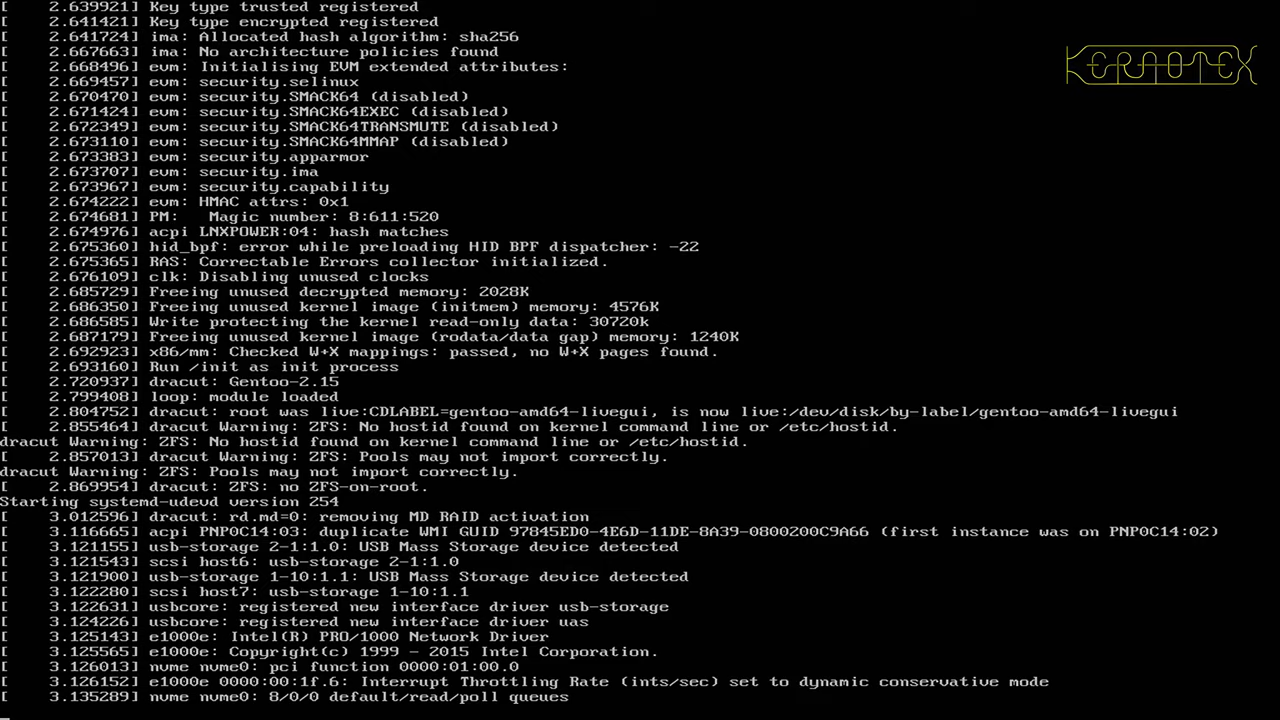 [    2.639921] Key type trusted registered
[    2.641421] Key type encrypted registered
[    2.641724] ima: Allocated hash algorithm: sha256
[    2.667663] ima: No architecture policies found
[    2.668496] evm: Initialising EVM extended attributes:
[    2.669457] evm: security.selinux
[    2.670470] evm: security.SMACK64 (disabled)
[    2.671424] evm: security.SMACK64EXEC (disabled)
[    2.672349] evm: security.SMACK64TRANSMUTE (disabled)
[    2.673110] evm: security.SMACK64MMAP (disabled)
[    2.673383] evm: security.apparmor
[    2.673707] evm: security.ima
[    2.673967] evm: security.capability
[    2.674222] evm: HMAC attrs: 0x1
[    2.674681] PM:   Magic number: 8:611:520
[    2.674976] acpi LNXPOWER:04: hash matches
[    2.675360] hid_bpf: error while preloading HID BPF dispatcher: -22
[    2.675365] RAS: Correctable Errors collector initialized.
[    2.676109] clk: Disabling unused clocks
[    2.685729] Freeing unused decrypted memory: 2028K
[    2.686350] Freeing unused kernel image (initmem) memory: 4576K
[    2.686585] Write protecting the kernel read-only data: 30720k
[    2.687179] Freeing unused kernel image (rodata/data gap) memory: 1240K
[    2.692923] x86/mm: Checked W+X mappings: passed, no W+X pages found.
[    2.693160] Run /init as init process
[    2.720937] dracut: Gentoo-2.15
[    2.799408] loop: module loaded
[    2.804752] dracut: root was live:CDLABEL=gentoo-amd64-livegui, is now live:/dev/disk/by-label/gentoo-amd64-livegui
[    2.855464] dracut Warning: ZFS: No hostid found on kernel command line or /etc/hostid.
dracut Warning: ZFS: No hostid found on kernel command line or /etc/hostid.
[    2.857013] dracut Warning: ZFS: Pools may not import correctly.
dracut Warning: ZFS: Pools may not import correctly.
[    2.869954] dracut: ZFS: no ZFS-on-root.
Starting systemd-udevd version 254
[    3.012596] dracut: rd.md=0: removing MD RAID activation
[    3.116665] acpi PNP0C14:03: duplicate WMI GUID 97845ED0-4E6D-11DE-8A39-0800200C9A66 (first instance was on PNP0C14:02)
[    3.121155] usb-storage 2-1:1.0: USB Mass Storage device detected
[    3.121543] scsi host6: usb-storage 2-1:1.0
[    3.121900] usb-storage 1-10:1.1: USB Mass Storage device detected
[    3.122280] scsi host7: usb-storage 1-10:1.1
[    3.122631] usbcore: registered new interface driver usb-storage
[    3.124226] usbcore: registered new interface driver uas
[    3.125143] e1000e: Intel(R) PRO/1000 Network Driver
[    3.125565] e1000e: Copyright(c) 1999 - 2015 Intel Corporation.
[    3.126013] nvme nvme0: pci function 0000:01:00.0
[    3.126152] e1000e 0000:00:1f.6: Interrupt Throttling Rate (ints/sec) set to dynamic conservative mode
[    3.135289] nvme nvme0: 8/0/0 default/read/poll queues